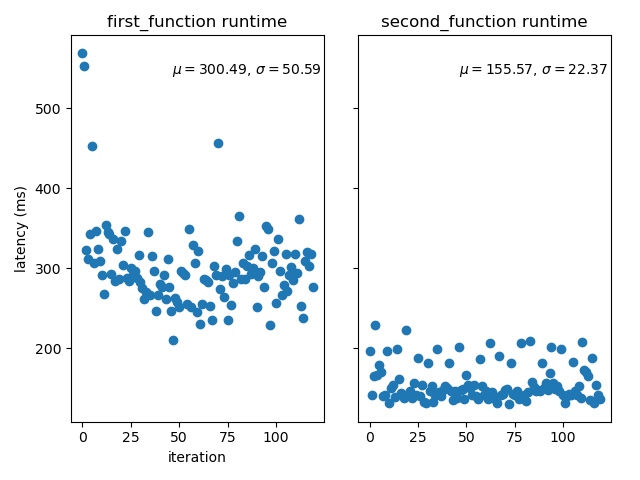 first_function runtime
second_function runtime
μ = 300.49, σ = 50.59
μ = 155.57, σ = 22.37
500
400
300
200
latency (ms)
0 25 50 75 100
0 25 50 75 100
iteration